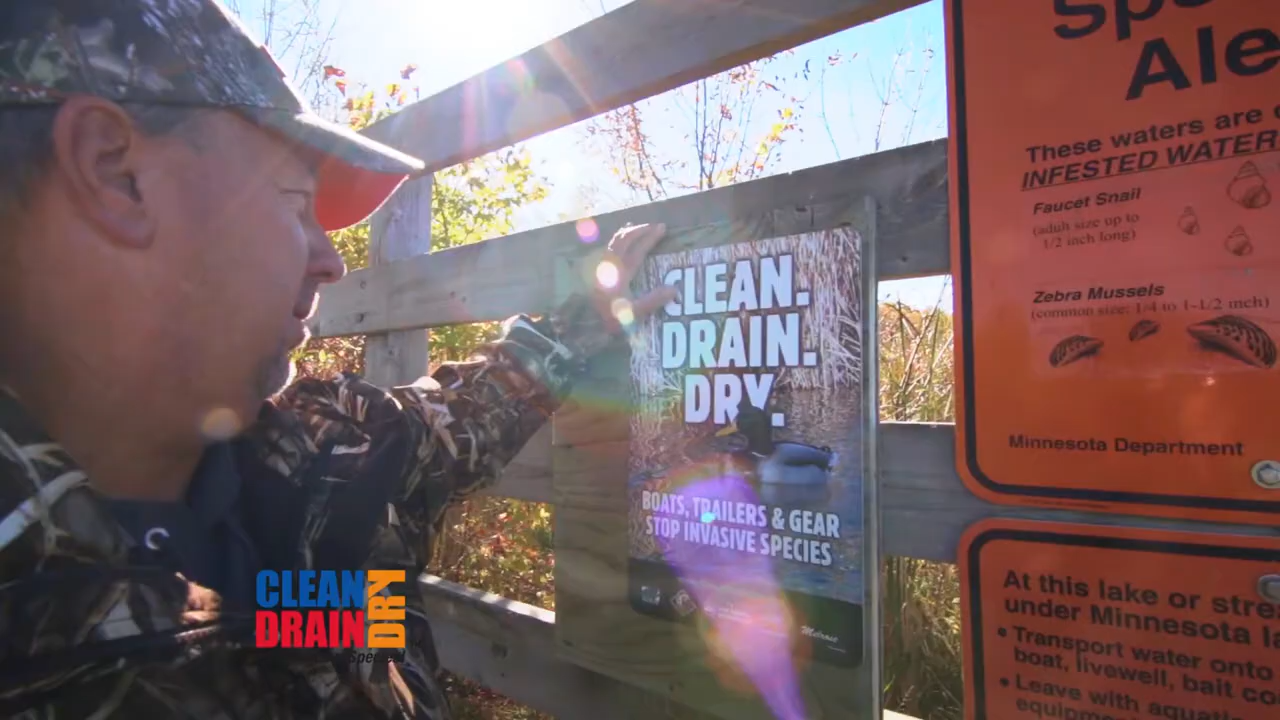 CLEAN.
DRAIN.
DRY.
BOATS, TRAILERS & GEAR
STOP INVASIVE SPECIES
Melrose
Ale
These waters are
INFESTED WATER
Faucet Snail
(adult size up to
1/2 inch long)
Zebra Mussels
(common size: 1/4 to 1-1/2 inch)
Minnesota Department
At this lake or stre
under Minnesota la
• Transport water onto
boat, livewell, bait co
• Leave with aquati
equipm
CLEAN
DRAIN
DRY